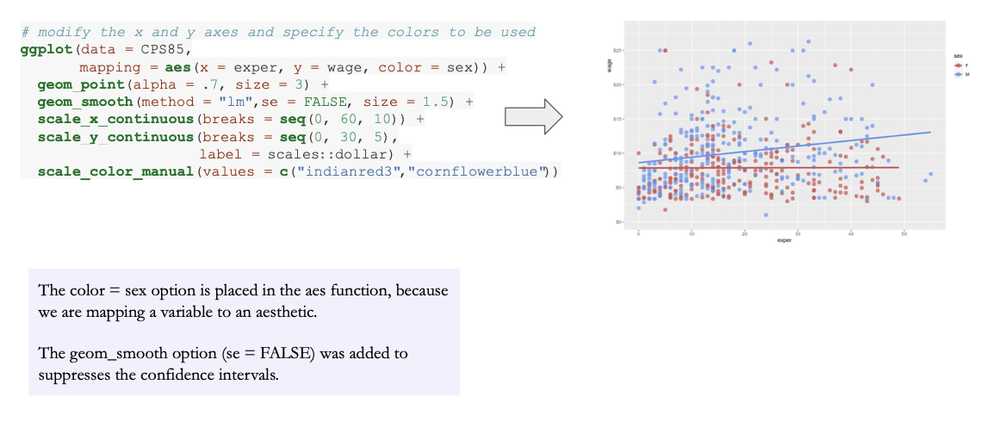 # modify the x and y axes and specify the colors to be used
ggplot(data = CPS85,
mapping = aes(x = exper, y = wage, color = sex)) +
geom_point(alpha = .7, size = 3) +
geom_smooth(method = "lm",se = FALSE, size = 1.5) +
scale_x_continuous(breaks = seq(0, 60, 10)) +
scale_y_continuous(breaks = seq(0, 30, 5),
label = scales::dollar) +
scale_color_manual(values = c("indianred3","cornflowerblue"))
wage
$25
$20
$15
$10
$5
$0
0 10 20 30 40 50
exper
sex
F
M
The color = sex option is placed in the aes function, because
we are mapping a variable to an aesthetic.
The geom_smooth option (se = FALSE) was added to
suppresses the confidence intervals.